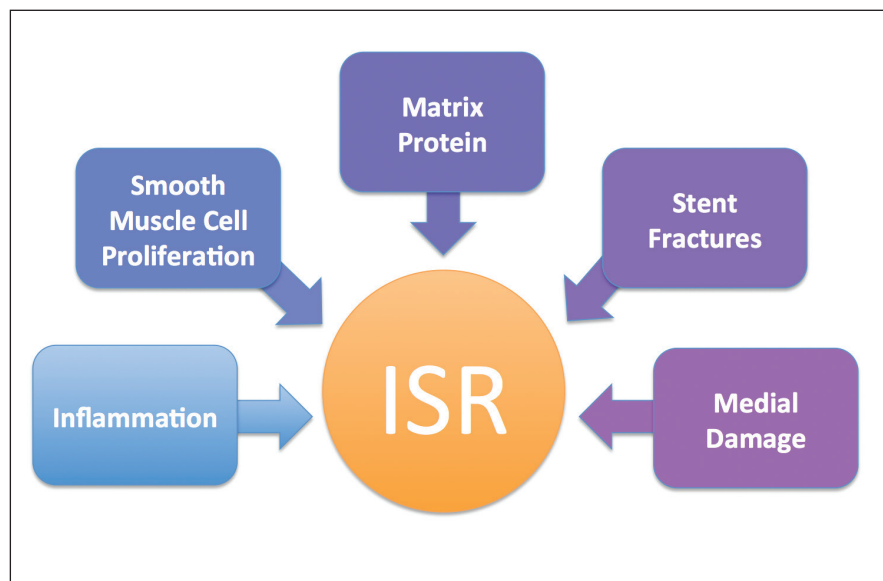 Matrix
Protein
Smooth
Muscle Cell
Proliferation
Stent
Fractures
Inflammation
ISR
Medial
Damage